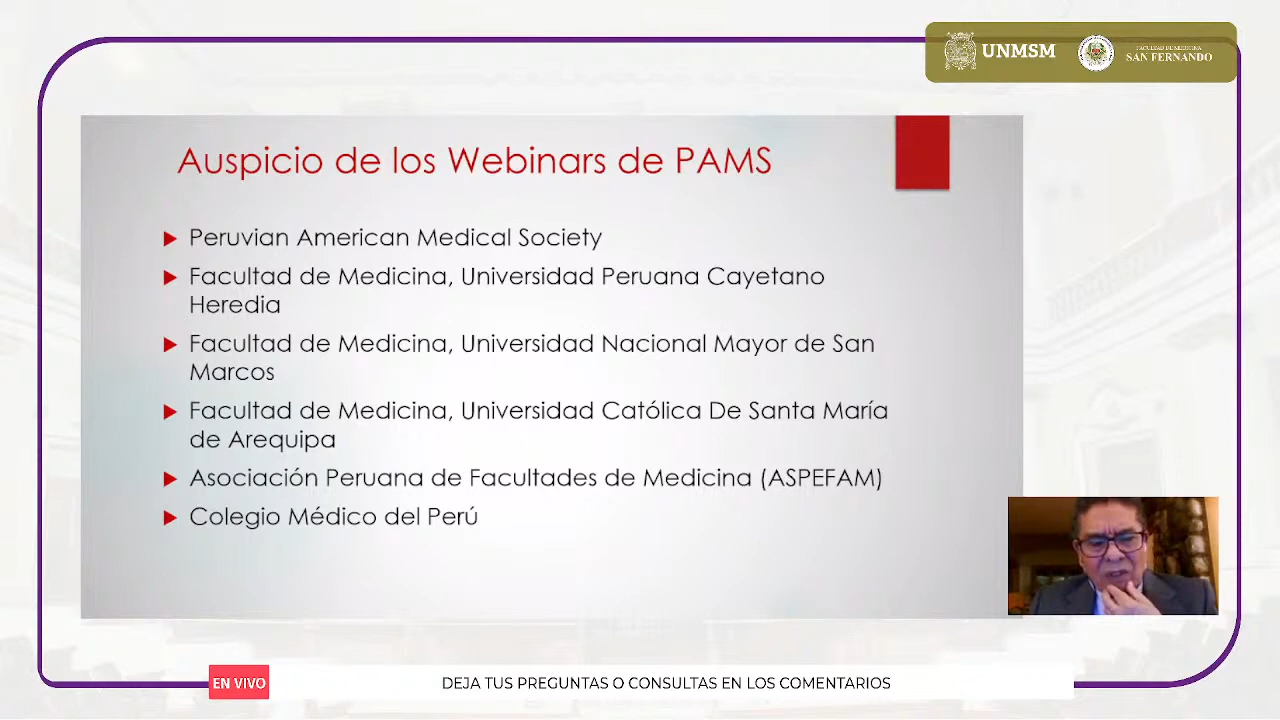 UNMSM
FACULTAD DE MEDICINA
SAN FERNANDO
Auspicio de los Webinars de PAMS
Peruvian American Medical Society
Facultad de Medicina, Universidad Peruana Cayetano
Heredia
Facultad de Medicina, Universidad Nacional Mayor de San
Marcos
Facultad de Medicina, Universidad Católica De Santa María
de Arequipa
Asociación Peruana de Facultades de Medicina (ASPEFAM)
Colegio Médico del Perú
EN VIVO
DEJA TUS PREGUNTAS O CONSULTAS EN LOS COMENTARIOS